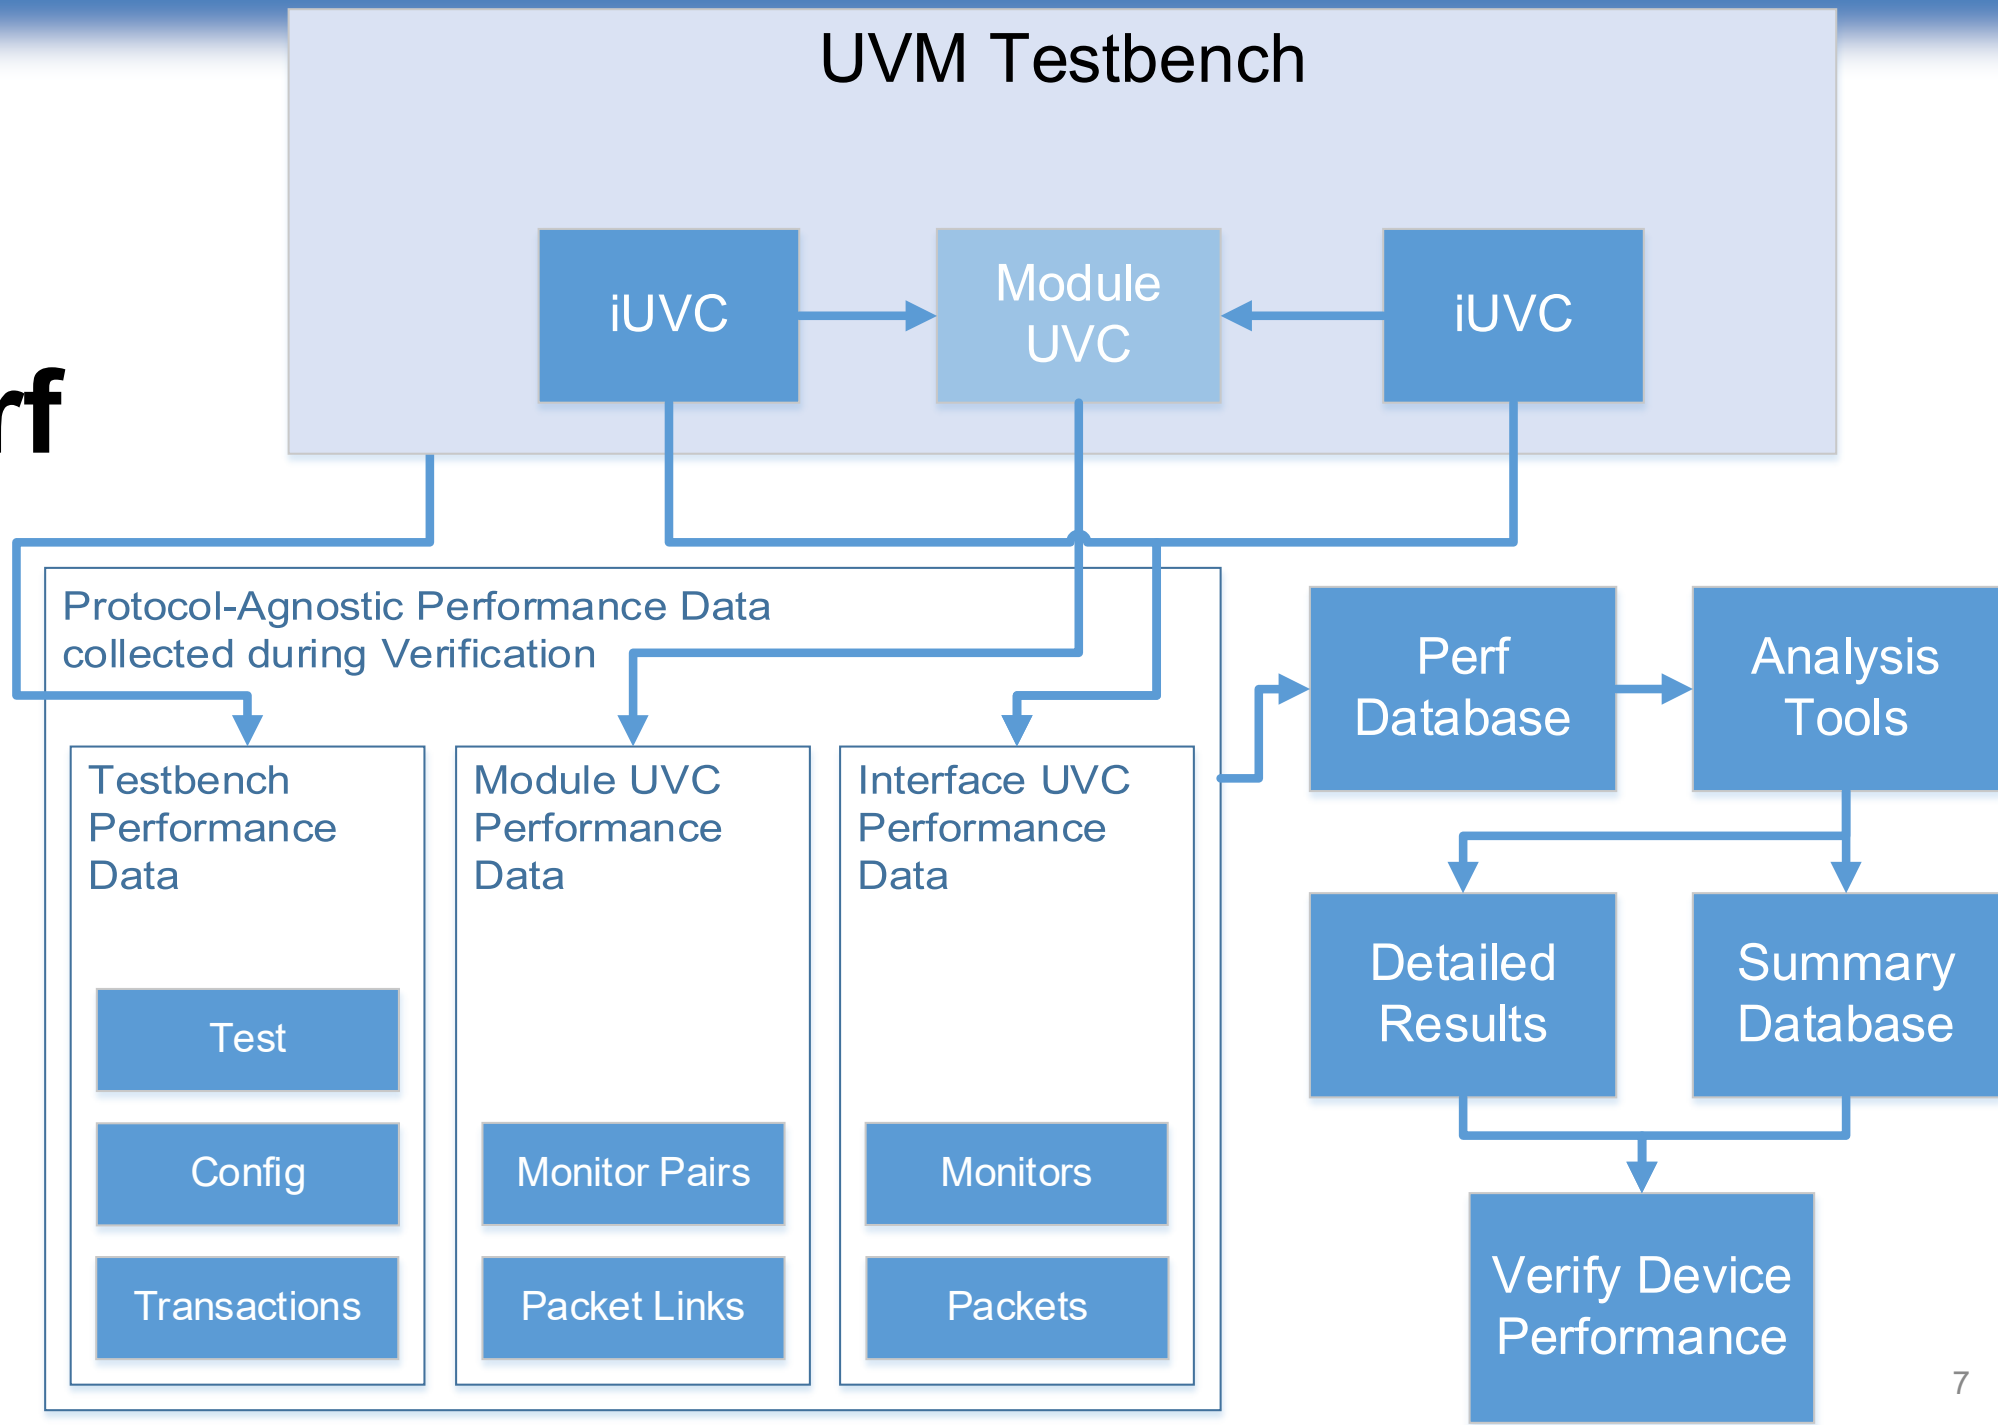 UVM Testbench
iUVC
Module
UVC
iUVC
rf
Protocol-Agnostic Performance Data
collected during Verification
Testbench
Performance
Data
Test
Config
Transactions
Module UVC
Performance
Data
Monitor Pairs
Packet Links
Interface UVC
Performance
Data
Monitors
Packets
Perf
Database
Analysis
Tools
Detailed
Results
Summary
Database
Verify Device
Performance
7